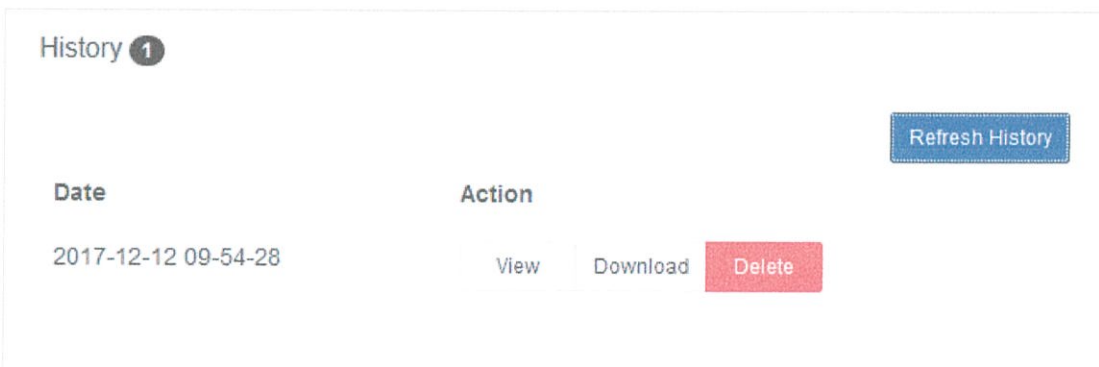 History 1
Refresh History
Date Action
2017-12-12 09-54-28 View Download Delete